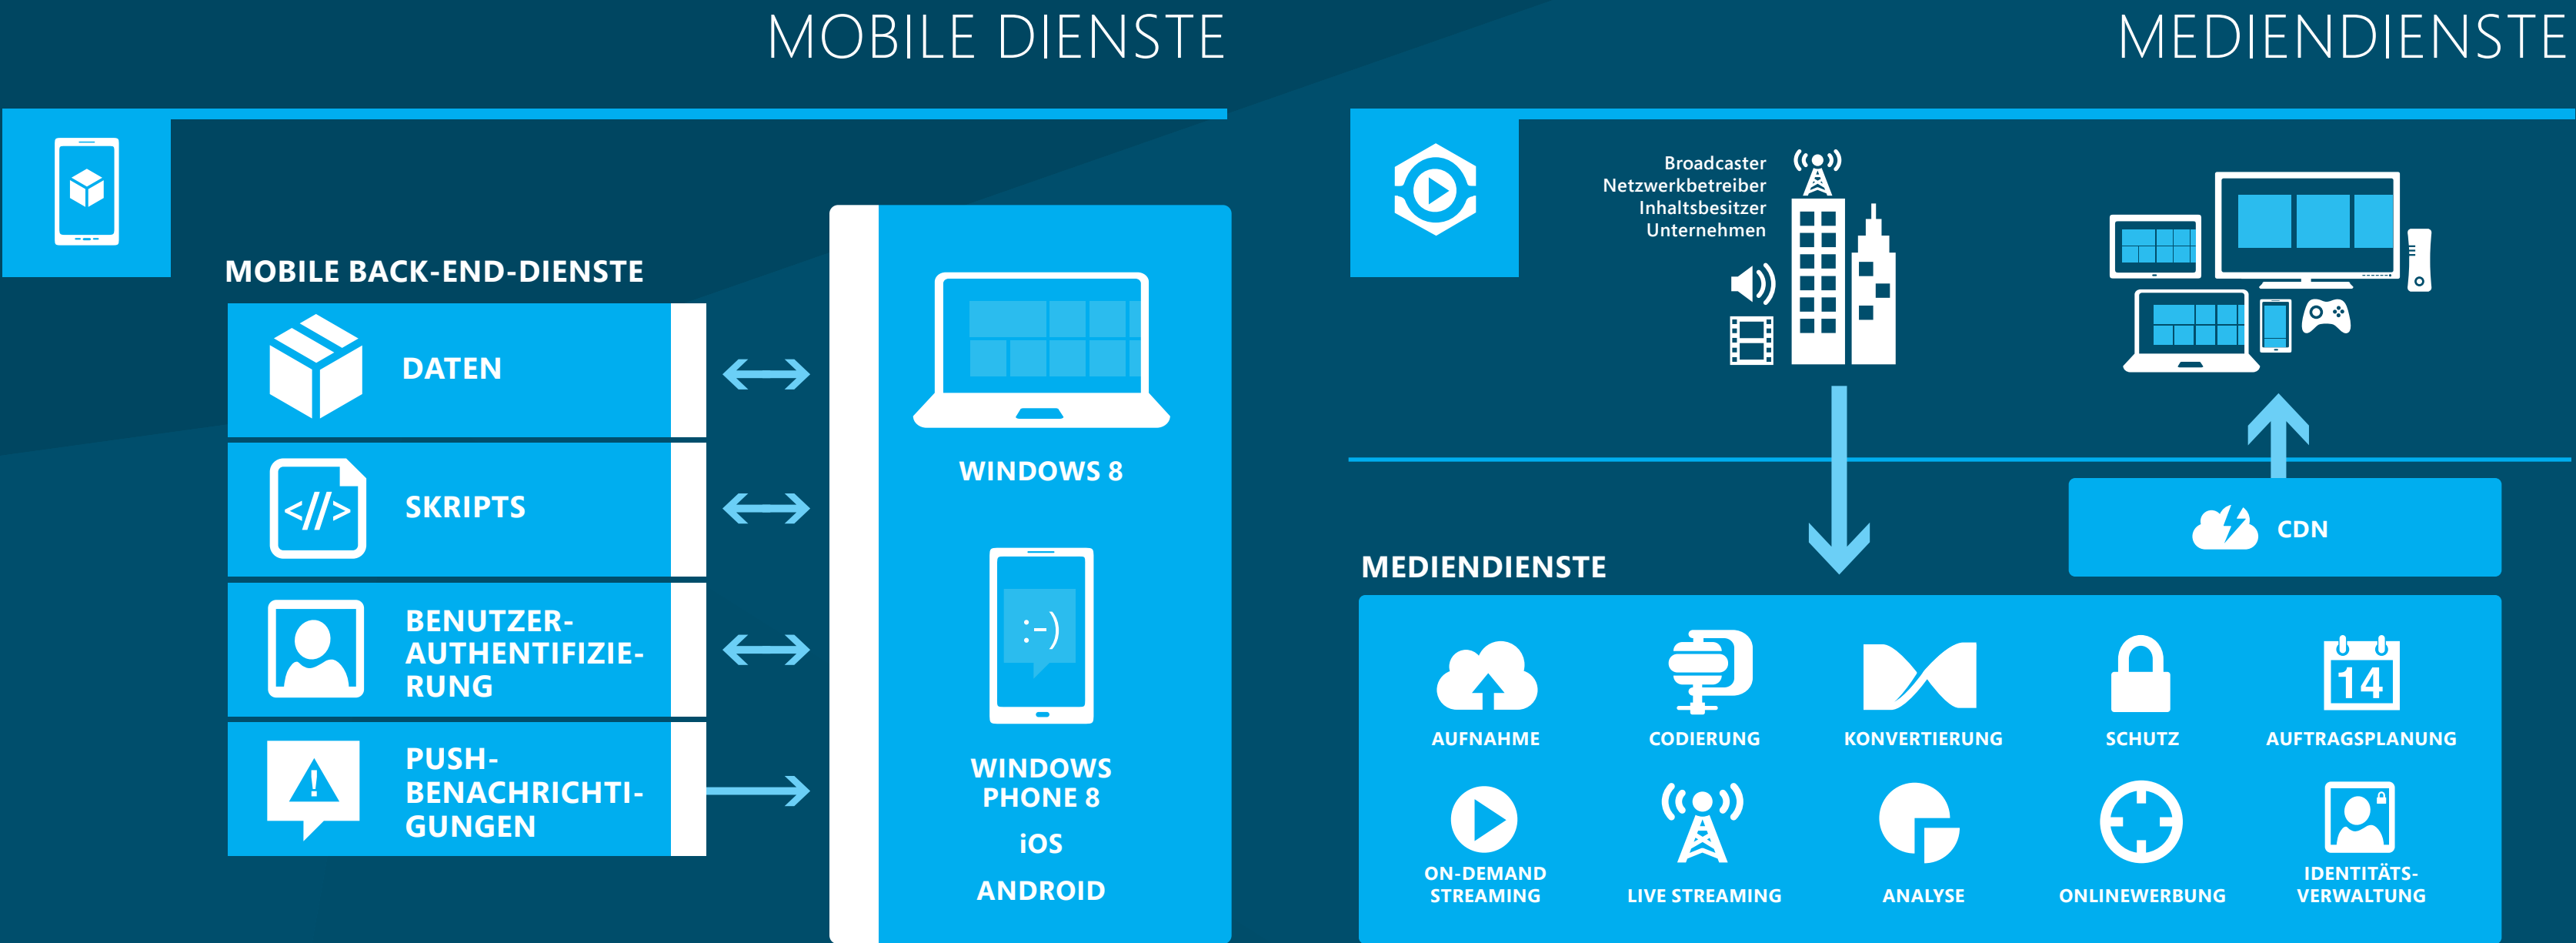 MOBILE DIENSTE
MOBILE BACK-END-DIENSTE
DATEN
SKRIPTS
BENUTZER-
AUTHENTIFIZIE-
RUNG
PUSH-
BENACHRICHTI-
GUNGEN
WINDOWS 8
:-)
WINDOWS
PHONE 8
iOS
ANDROID
MEDIENDIENSTE
Broadcaster
Netzwerkbetreiber
Inhaltsbesitzer
Unternehmen
CDN
MEDIENDIENSTE
AUFNAHME
CODIERUNG
KONVERTIERUNG
SCHUTZ
14
AUFTRAGSPLANUNG
ON-DEMAND
STREAMING
LIVE STREAMING
ANALYSE
ONLINEWERBUNG
IDENTITÄTS-
VERWALTUNG